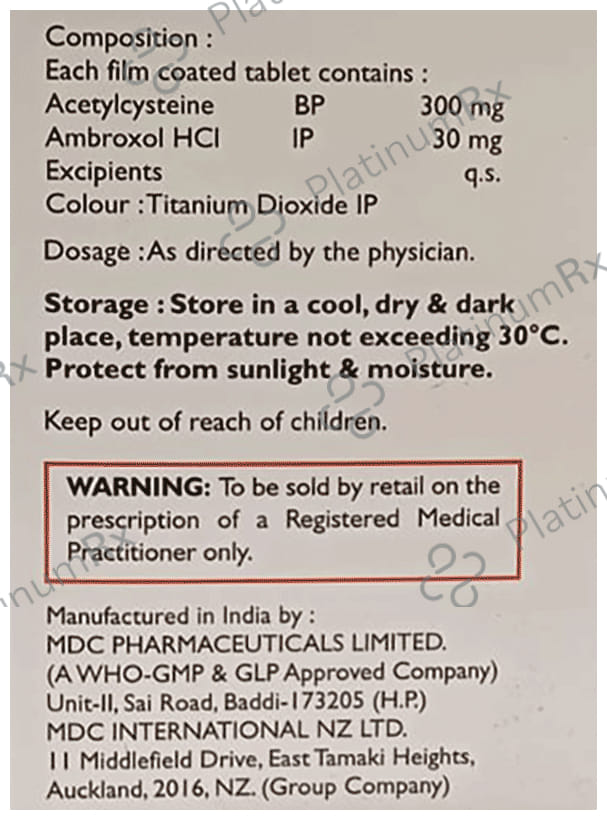 Composition :
Each film coated tablet contains :
Acetylcysteine BP 300 mg
Ambroxol HCl IP 30 mg
Excipients q.s.
Colour :Titanium Dioxide IP
Dosage :As directed by the physician.
Storage : Store in a cool, dry & dark
place, temperature not exceeding 30°C.
Protect from sunlight & moisture.
Keep out of reach of children.
WARNING: To be sold by retail on the
prescription of a Registered Medical
Practitioner only.
Manufactured in India by :
MDC PHARMACEUTICALS LIMITED.
(A WHO-GMP & GLP Approved Company)
Unit-II, Sai Road, Baddi-173205 (H.P.)
MDC INTERNATIONAL NZ LTD.
11 Middlefield Drive, East Tamaki Heights,
Auckland, 2016, NZ. (Group Company)
PlatinumRx
PlatinumRx